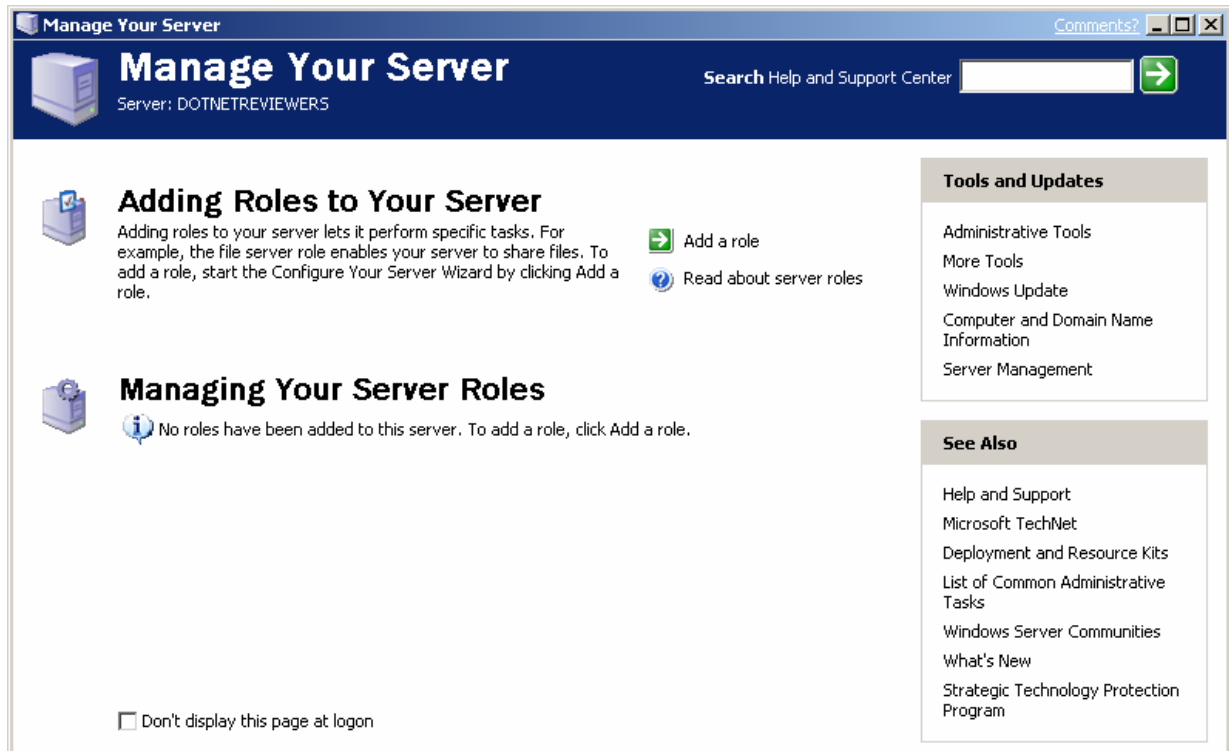 Manage Your Server
Comments?
Manage Your Server
Server: DOTNETREVIEWERS
Search Help and Support Center
Adding Roles to Your Server
Adding roles to your server lets it perform specific tasks. For
example, the file server role enables your server to share files. To
add a role, start the Configure Your Server Wizard by clicking Add a
role.
Add a role
Read about server roles
Managing Your Server Roles
No roles have been added to this server. To add a role, click Add a role.
Don't display this page at logon
Tools and Updates
Administrative Tools
More Tools
Windows Update
Computer and Domain Name
Information
Server Management
See Also
Help and Support
Microsoft TechNet
Deployment and Resource Kits
List of Common Administrative
Tasks
Windows Server Communities
What's New
Strategic Technology Protection
Program